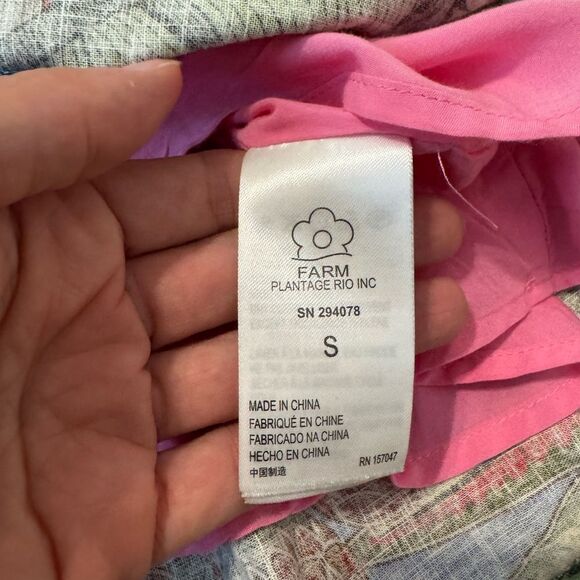 FARM
PLANTAGE RIO INC
SN 294078
S
MADE IN CHINA
FABRIQUÉ EN CHINE
FABRICADO NA CHINA
HECHO EN CHINA
中国制造
RN 157047